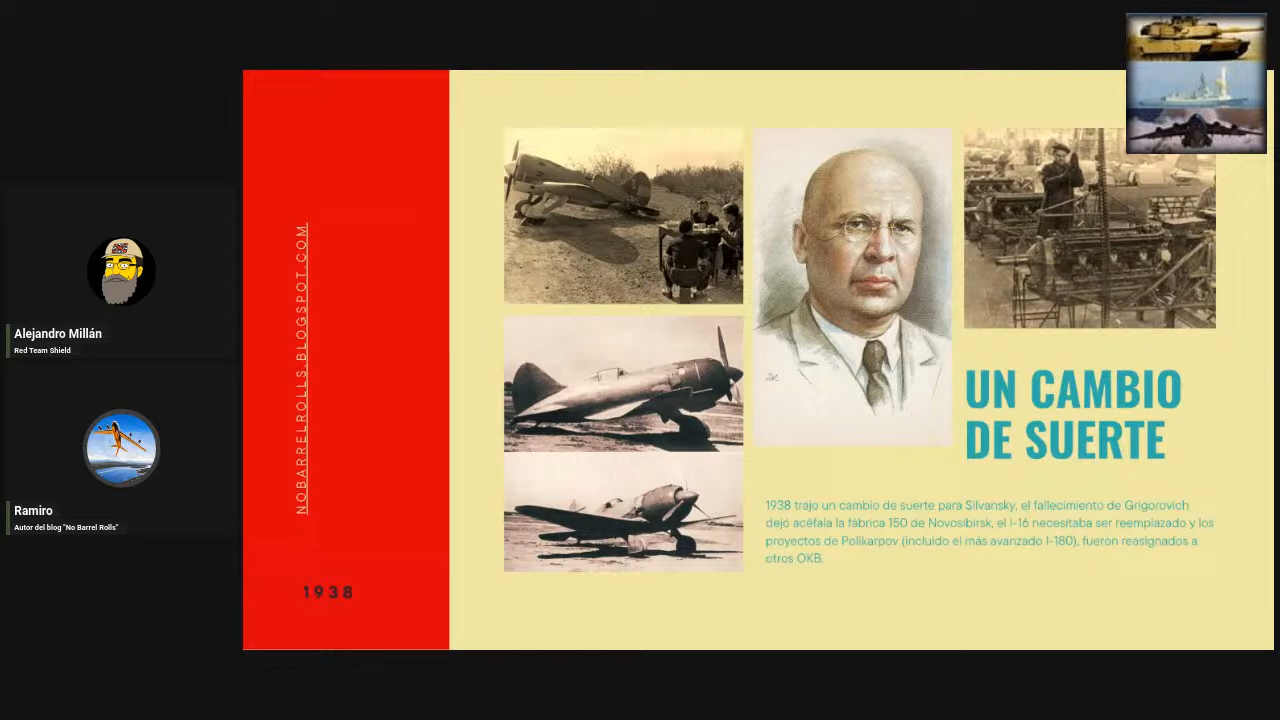 Alejandro Millán
Red Team Shield
Ramiro
Autor del blog "No Barrel Rolls"
NOBARRELROLLS.BLOGSPOT.COM
1938
UN CAMBIO
DE SUERTE
1938 trajo un cambio de suerte para Silvansky, el fallecimiento de Grigorovich
dejó acéfala la fábrica 150 de Novosibirsk, el I-16 necesitaba ser reemplazado y los
proyectos de Polikarpov (incluido el más avanzado I-180), fueron reasignados a
otros OKB.